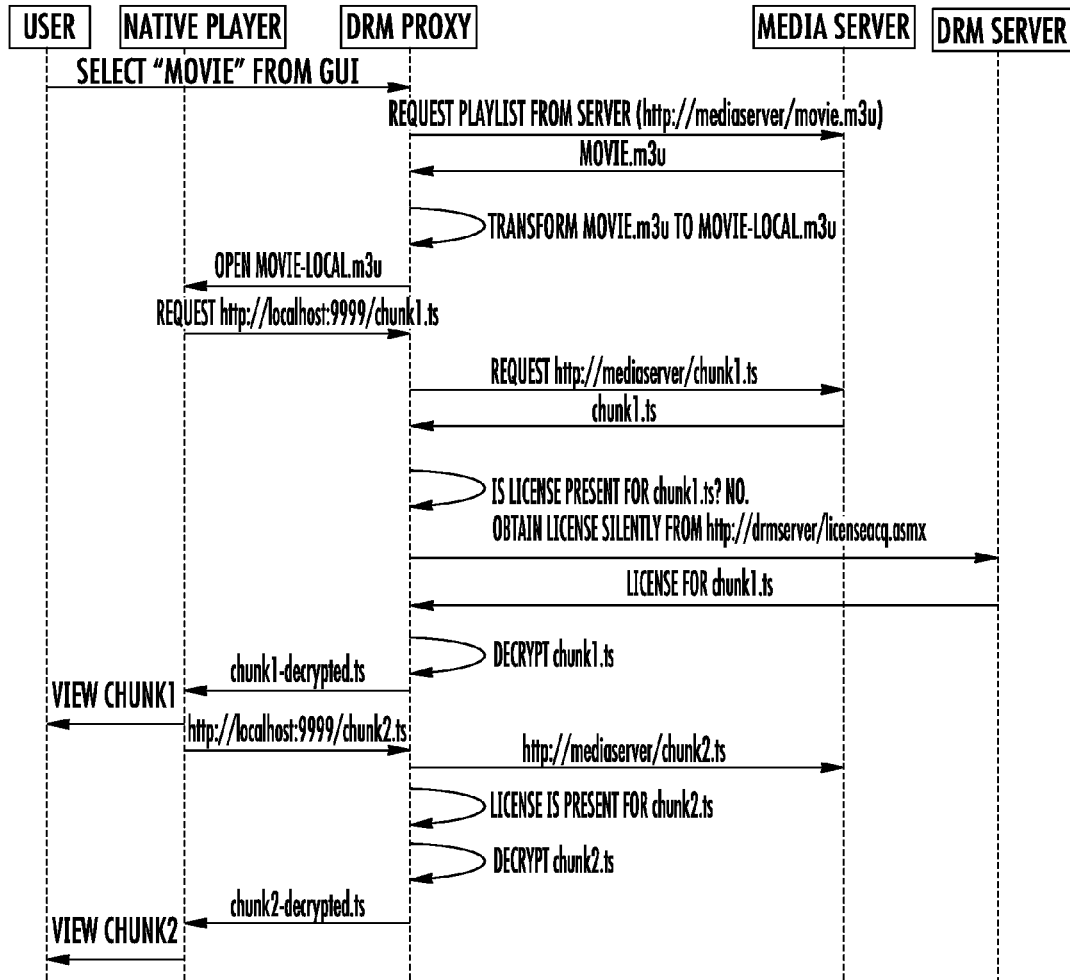 USER
NATIVE PLAYER
DRM PROXY
MEDIA SERVER
DRM SERVER
SELECT “MOVIE” FROM GUI
REQUEST PLAYLIST FROM SERVER (http://mediaserver/movie.m3u)
MOVIE.m3u
TRANSFORM MOVIE.m3u TO MOVIE-LOCAL.m3u
OPEN MOVIE-LOCAL.m3u
REQUEST http://localhost:9999/chunk1.ts
REQUEST http://mediaserver/chunk1.ts
chunk1.ts
IS LICENSE PRESENT FOR chunk1.ts? NO.
OBTAIN LICENSE SILENTLY FROM http://drmserver/licenseacq.asmx
LICENSE FOR chunk1.ts
DECRYPT chunk1.ts
chunk1-decrypted.ts
VIEW CHUNK1
http://localhost:9999/chunk2.ts
http://mediaserver/chunk2.ts
LICENSE IS PRESENT FOR chunk2.ts
DECRYPT chunk2.ts
chunk2-decrypted.ts
VIEW CHUNK2